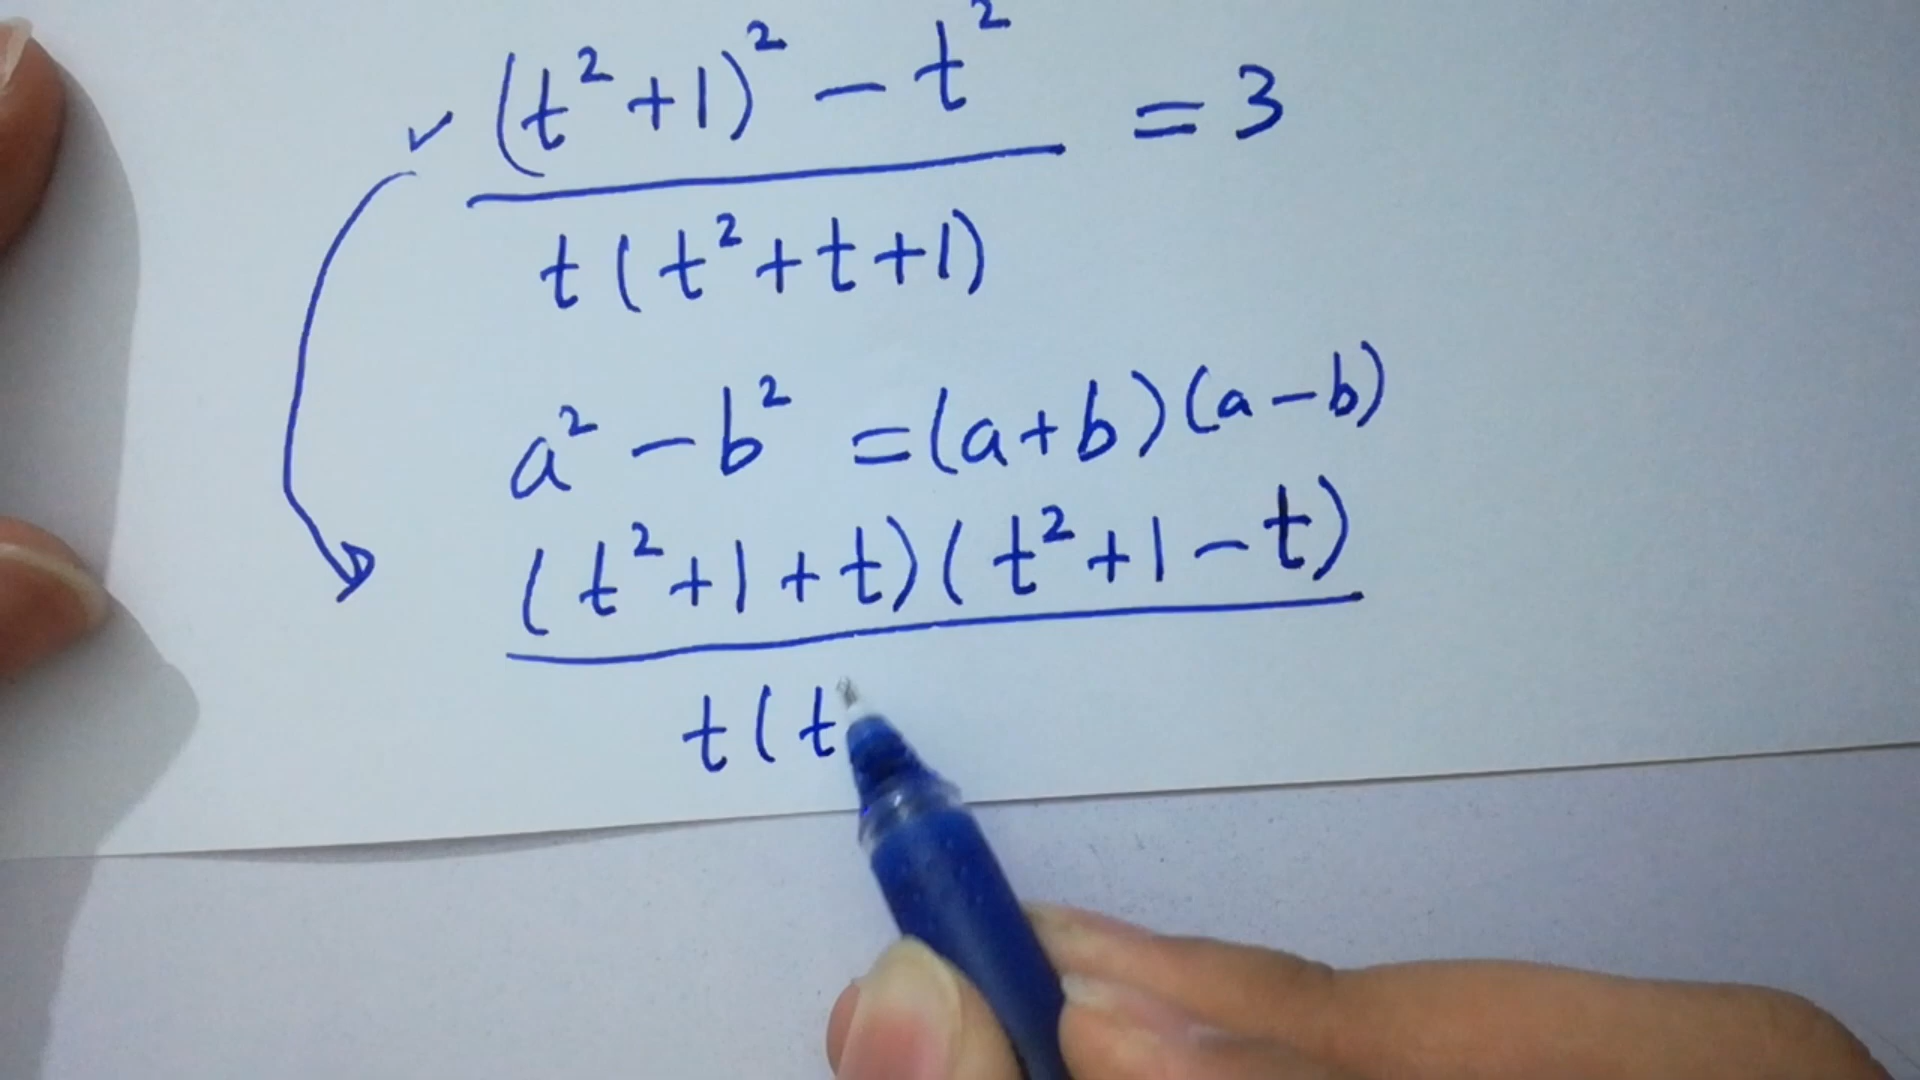 ✓ (t²+1)² - t² = 3
t(t²+t+1)
a² - b² = (a+b)(a-b)
(t²+1+t)(t²+1-t)
t(t